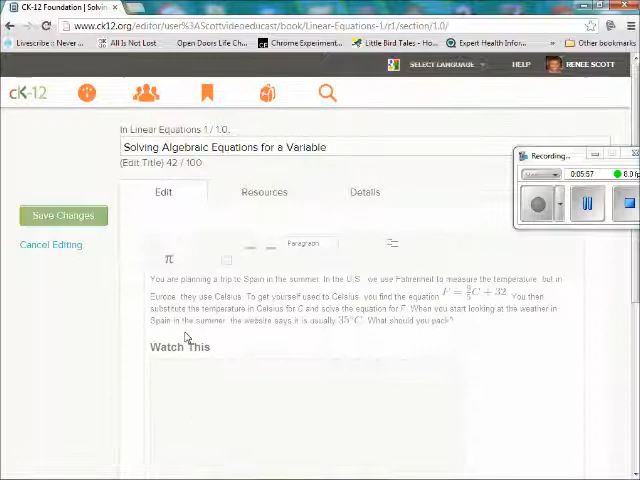 CK-12 Foundation | Solvin
www.ck12.org/editor/user%3AScottvideoeducast/book/Linear-Equations-1/r1/section/1.0/
Livescribe :: Never ... All Is Not Lost Open Doors Life Ch... Chrome Experiment... Little Bird Tales - Ho... Expert Health Infor... Other bookmarks
SELECT LANGUAGE HELP RENEE SCOTT
cK-12
In Linear Equations 1 / 1.0.
Solving Algebraic Equations for a Variable
(Edit Title) 42 / 100
Recording...
0:05:57 8.0 fp
Edit Resources Details
Save Changes
Cancel Editing
Paragraph
π
You are planning a trip to Spain in the summer. In the U.S. we use Fahrenheit to measure the temperature, but in
Europe, they use Celsius. To get yourself used to Celsius, you find the equation F = 9/5 C + 32. You then
substitute the temperature in Celsius for C and solve the equation for F. When you start looking at the weather in
Spain in the summer, the website says it is usually 35°C. What should you pack?
Watch This